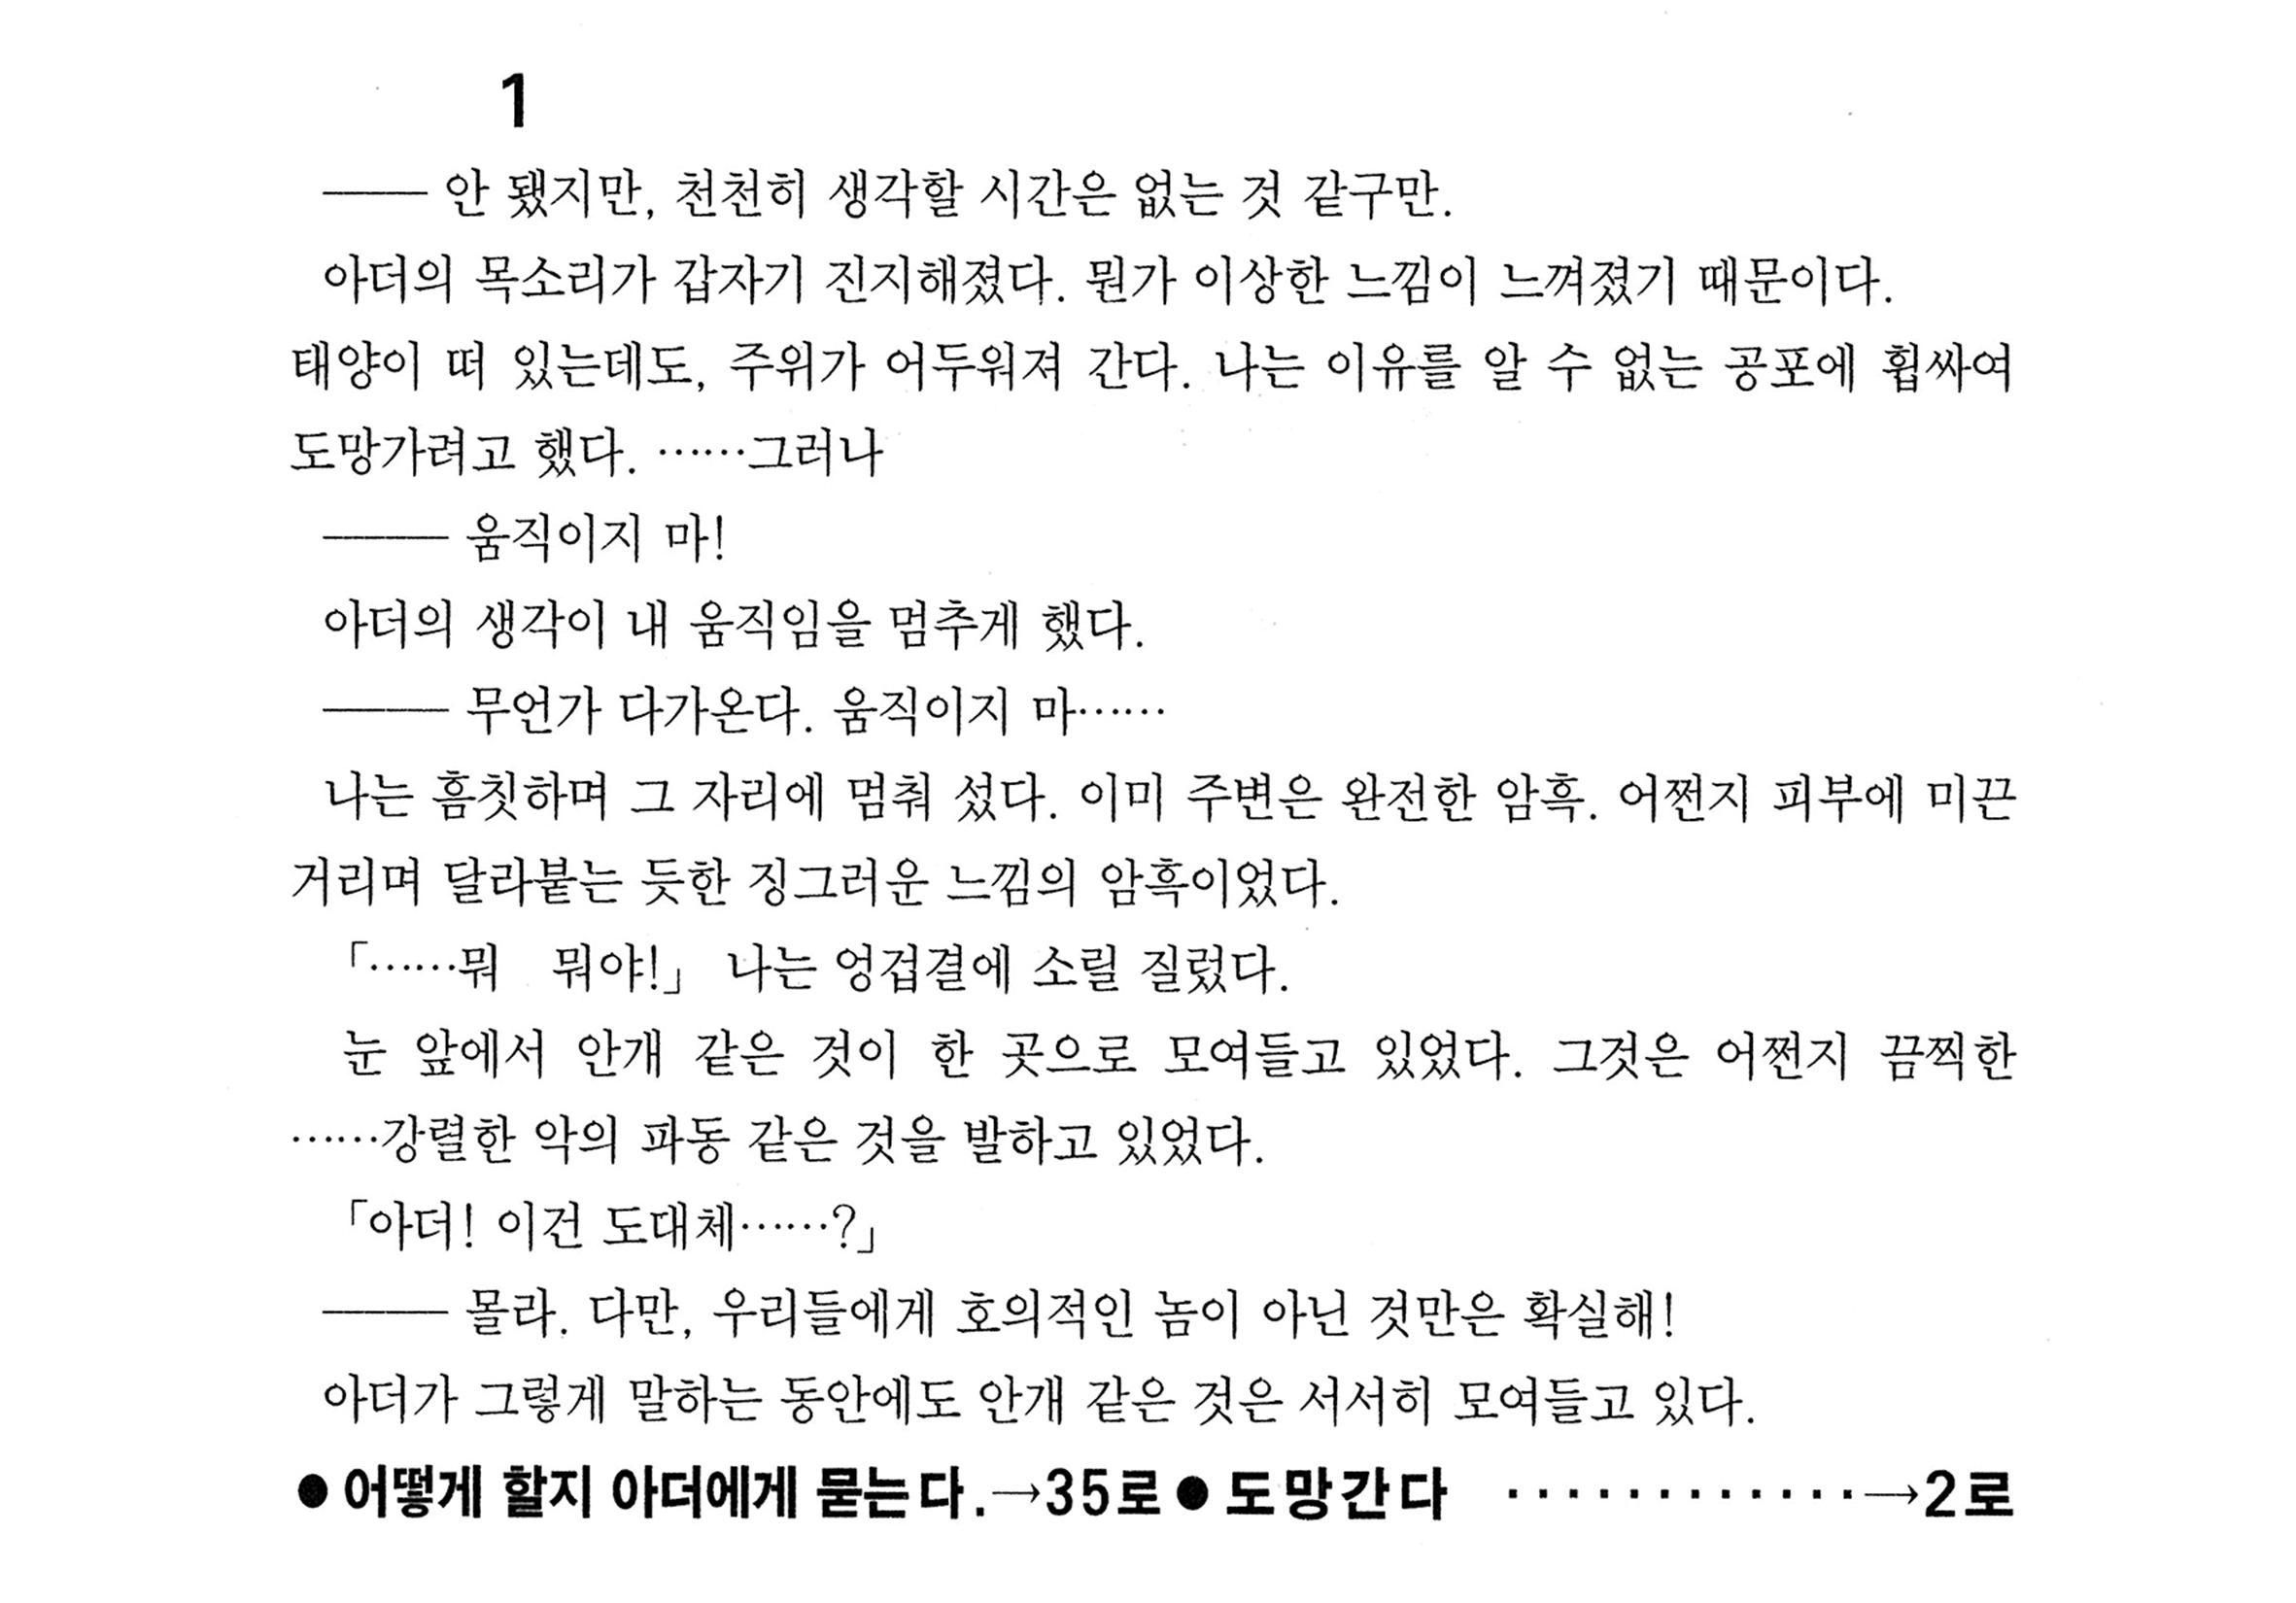 1
── 안 됐지만, 천천히 생각할 시간은 없는 것 같구만.
아더의 목소리가 갑자기 진지해졌다. 뭔가 이상한 느낌이 느껴졌기 때문이다.
태양이 떠 있는데도, 주위가 어두워져 간다. 나는 이유를 알 수 없는 공포에 휩싸여
도망가려고 했다. ……그러나
── 움직이지 마!
아더의 생각이 내 움직임을 멈추게 했다.
── 무언가 다가온다. 움직이지 마……
나는 흠칫하며 그 자리에 멈춰 섰다. 이미 주변은 완전한 암흑. 어쩐지 피부에 미끈
거리며 달라붙는 듯한 징그러운 느낌의 암흑이었다.
「……뭐 뭐야!」 나는 엉겁결에 소릴 질렀다.
눈 앞에서 안개 같은 것이 한 곳으로 모여들고 있었다. 그것은 어쩐지 끔찍한
……강렬한 악의 파동 같은 것을 발하고 있었다.
「아더! 이건 도대체……?」
── 몰라. 다만, 우리들에게 호의적인 놈이 아닌 것만은 확실해!
아더가 그렇게 말하는 동안에도 안개 같은 것은 서서히 모여들고 있다.
● 어떻게 할지 아더에게 묻는다.→35로 ● 도망간다 ············→2로